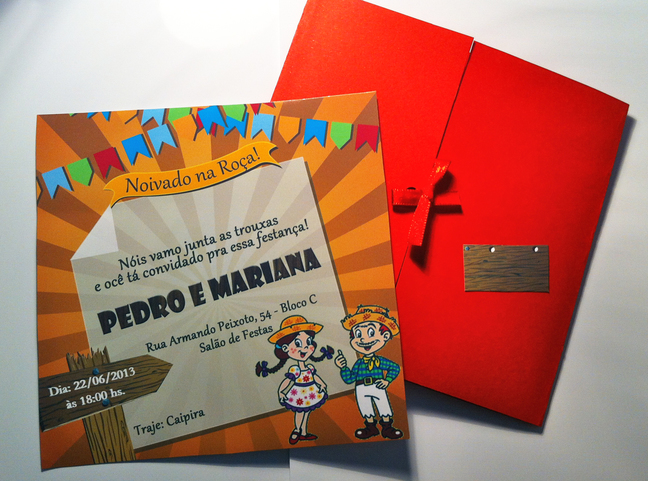 Noivado na Roça!
Nóis vamo junta as trouxas
e ocê tá convidado pra essa festança!
PEDRO E MARIANA
Rua Armando Peixoto, 54 - Bloco C
Salão de Festas
Dia: 22/06/2013
às 18:00 hs.
Traje: Caipira